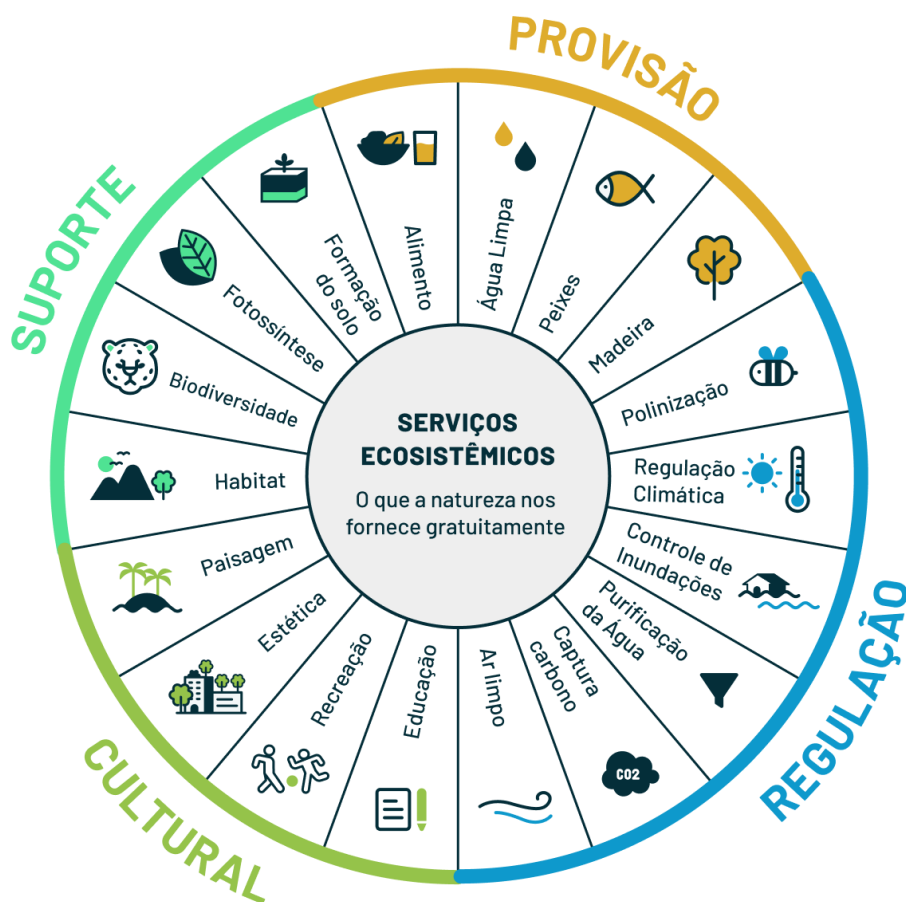 PROVISÃO
Alimento
Água Limpa
Peixes
Madeira
REGULAÇÃO
Polinização
Regulação
Climática
Controle de
Inundações
Purificação
da Água
Captura
carbono
CO2
Ar limpo
CULTURAL
Educação
Recreação
Estética
Paisagem
SUPORTE
Habitat
Biodiversidade
Fotossíntese
Formação
do solo
SERVIÇOS
ECOSISTÊMICOS
O que a natureza nos
fornece gratuitamente